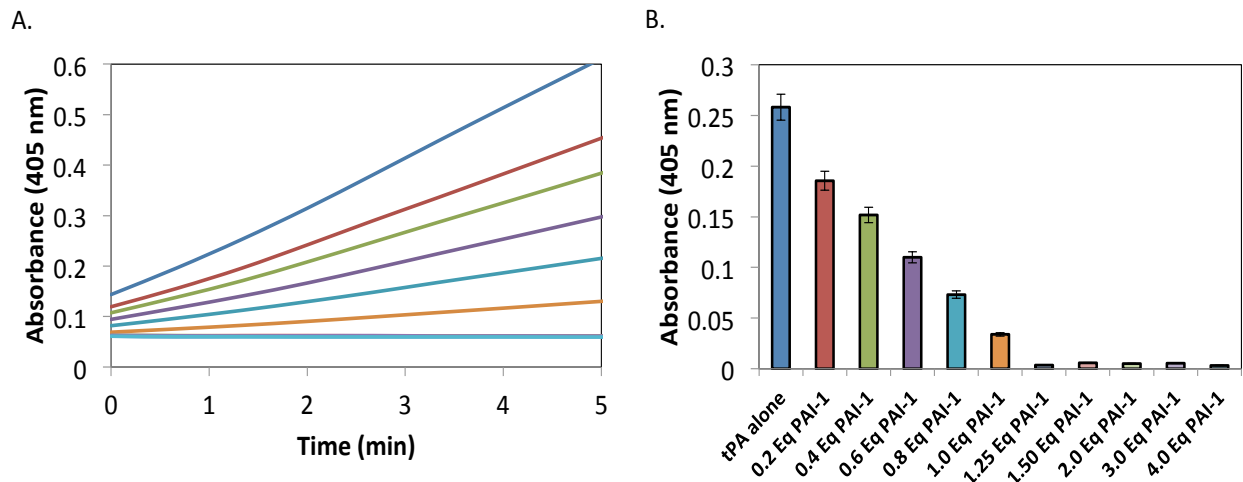 A.
Absorbance (405 nm)
0.6
0.5
0.4
0.3
0.2
0.1
0
0 1 2 3 4 5
Time (min)
B.
Absorbance (405 nm)
0.3
0.25
0.2
0.15
0.1
0.05
0
tPA alone
0.2 Eq PAI-1
0.4 Eq PAI-1
0.6 Eq PAI-1
0.8 Eq PAI-1
1.0 Eq PAI-1
1.25 Eq PAI-1
1.50 Eq PAI-1
2.0 Eq PAI-1
3.0 Eq PAI-1
4.0 Eq PAI-1